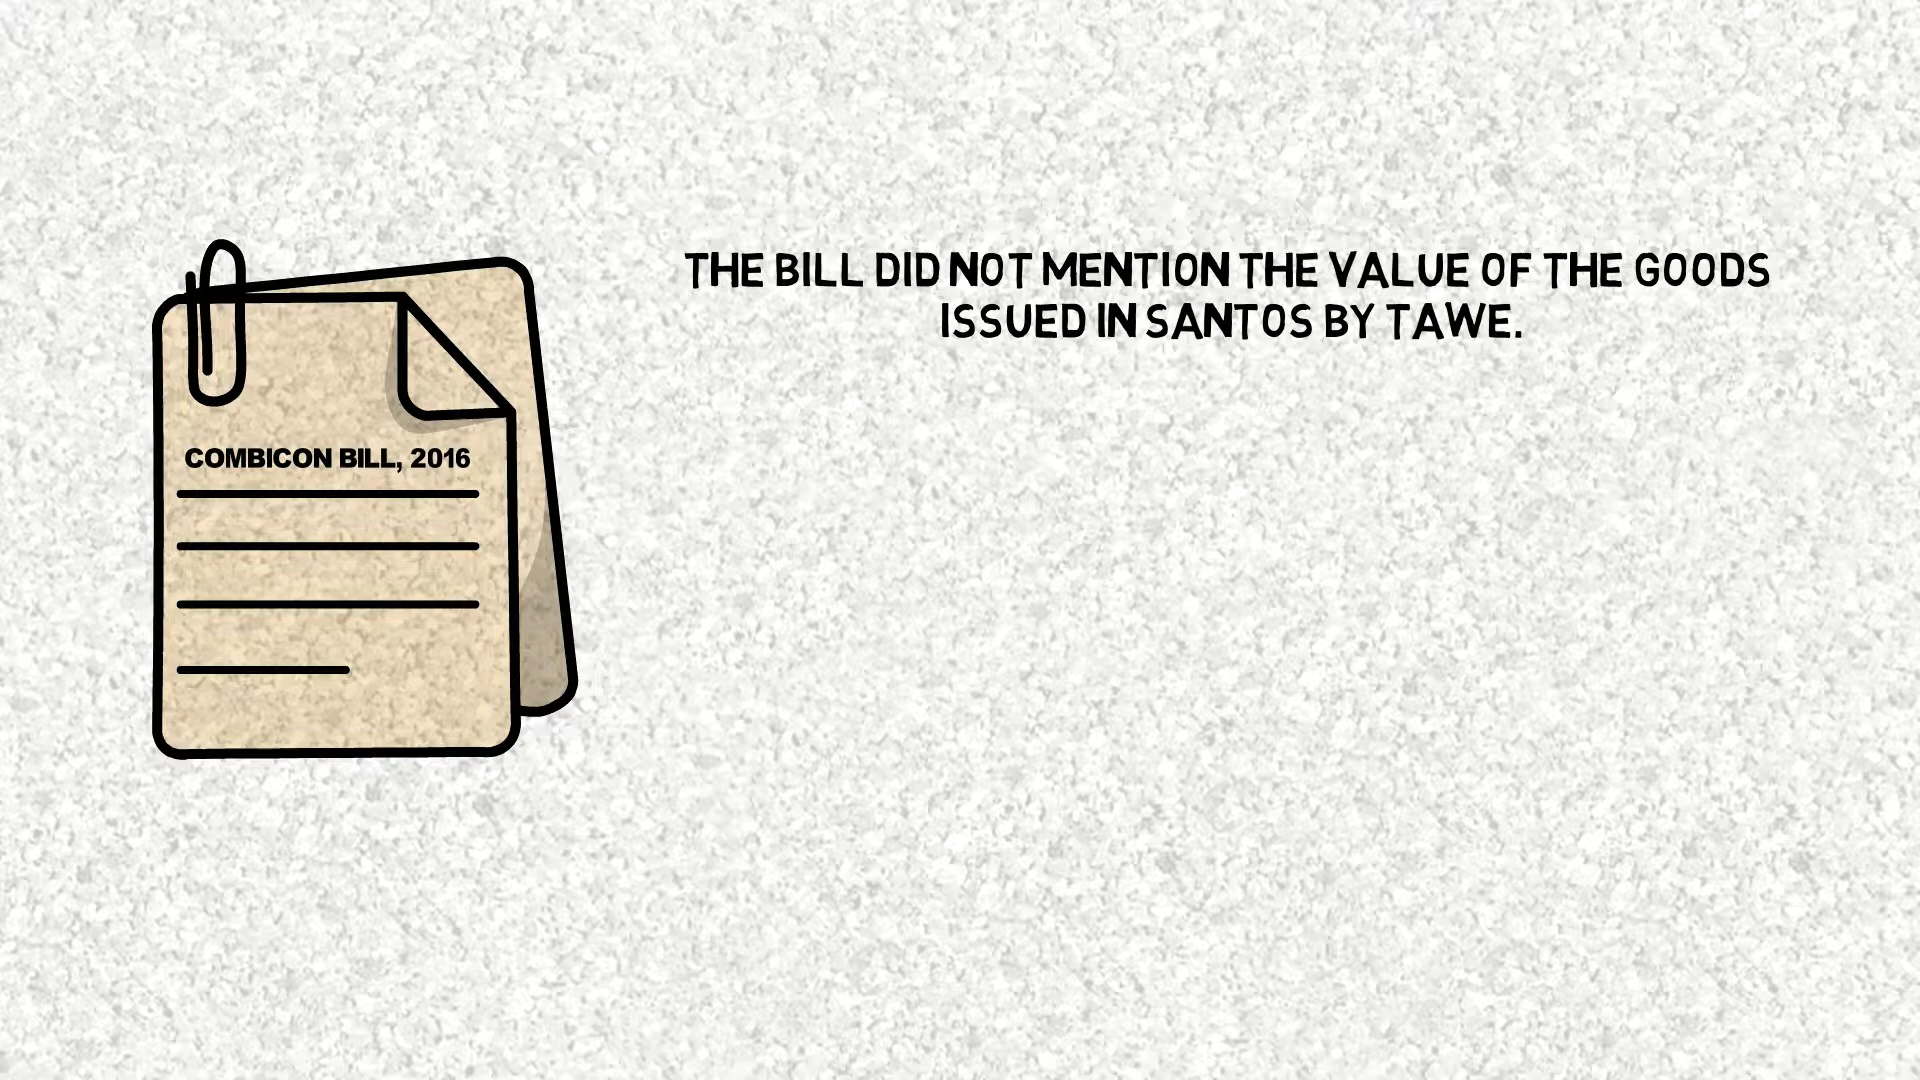 THE BILL DID NOT MENTION THE VALUE OF THE GOODS
ISSUED IN SANTOS BY TAWE.
COMBICON BILL, 2016